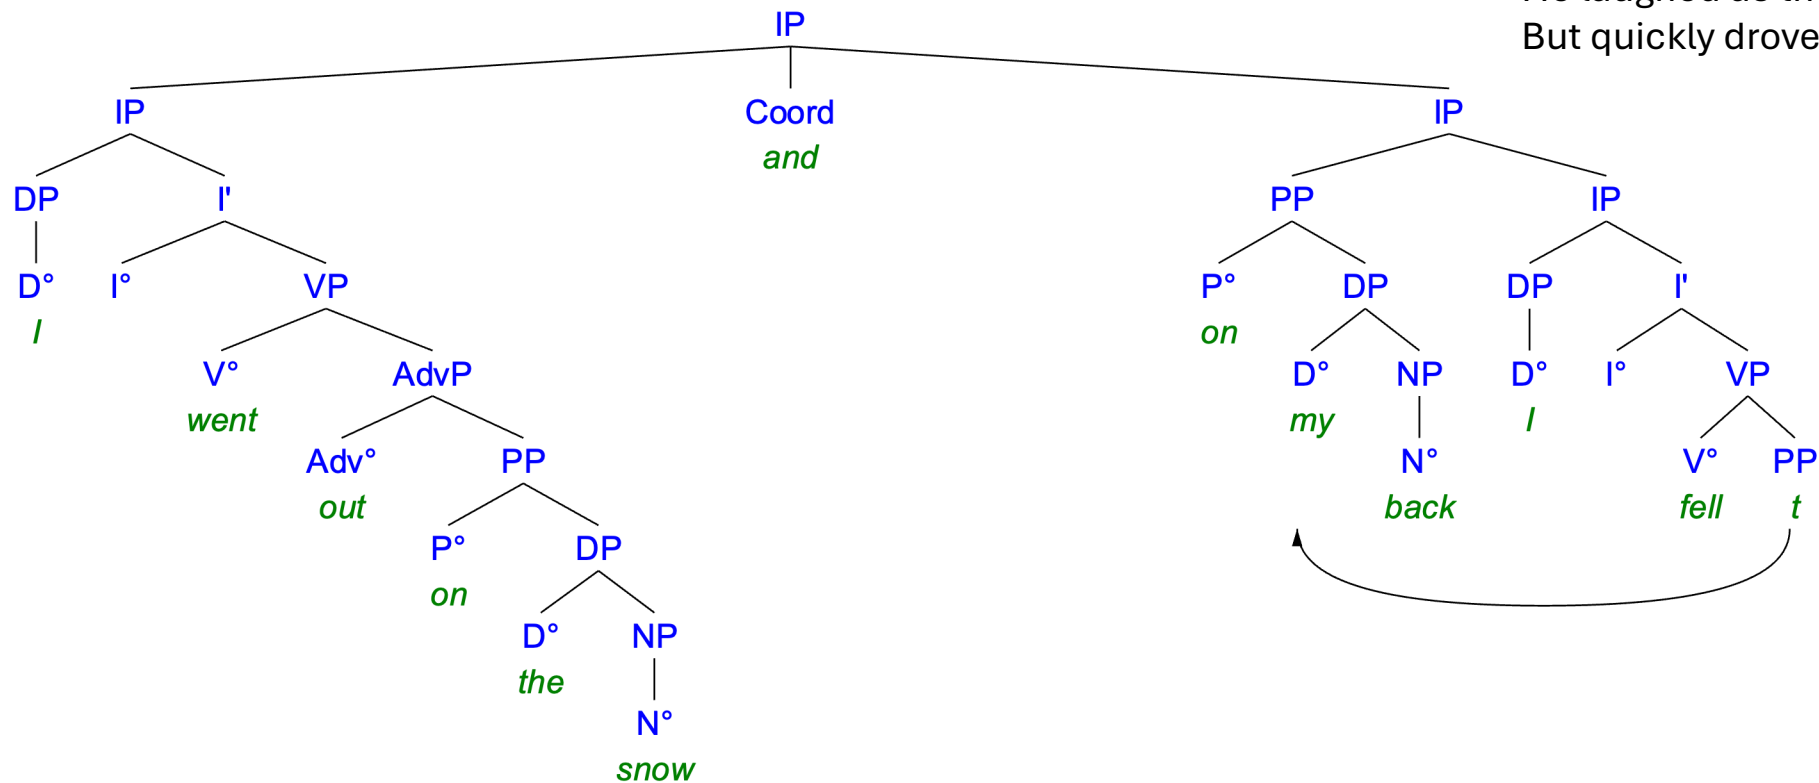 IP
But quickly drove
IP Coord IP
and
DP I' PP IP
D° I° VP P° DP DP I'
I on
V° AdvP D° NP D° I° VP
went my I
Adv° PP N° V° PP
out back fell t
P° DP
on
D° NP
the
N°
snow